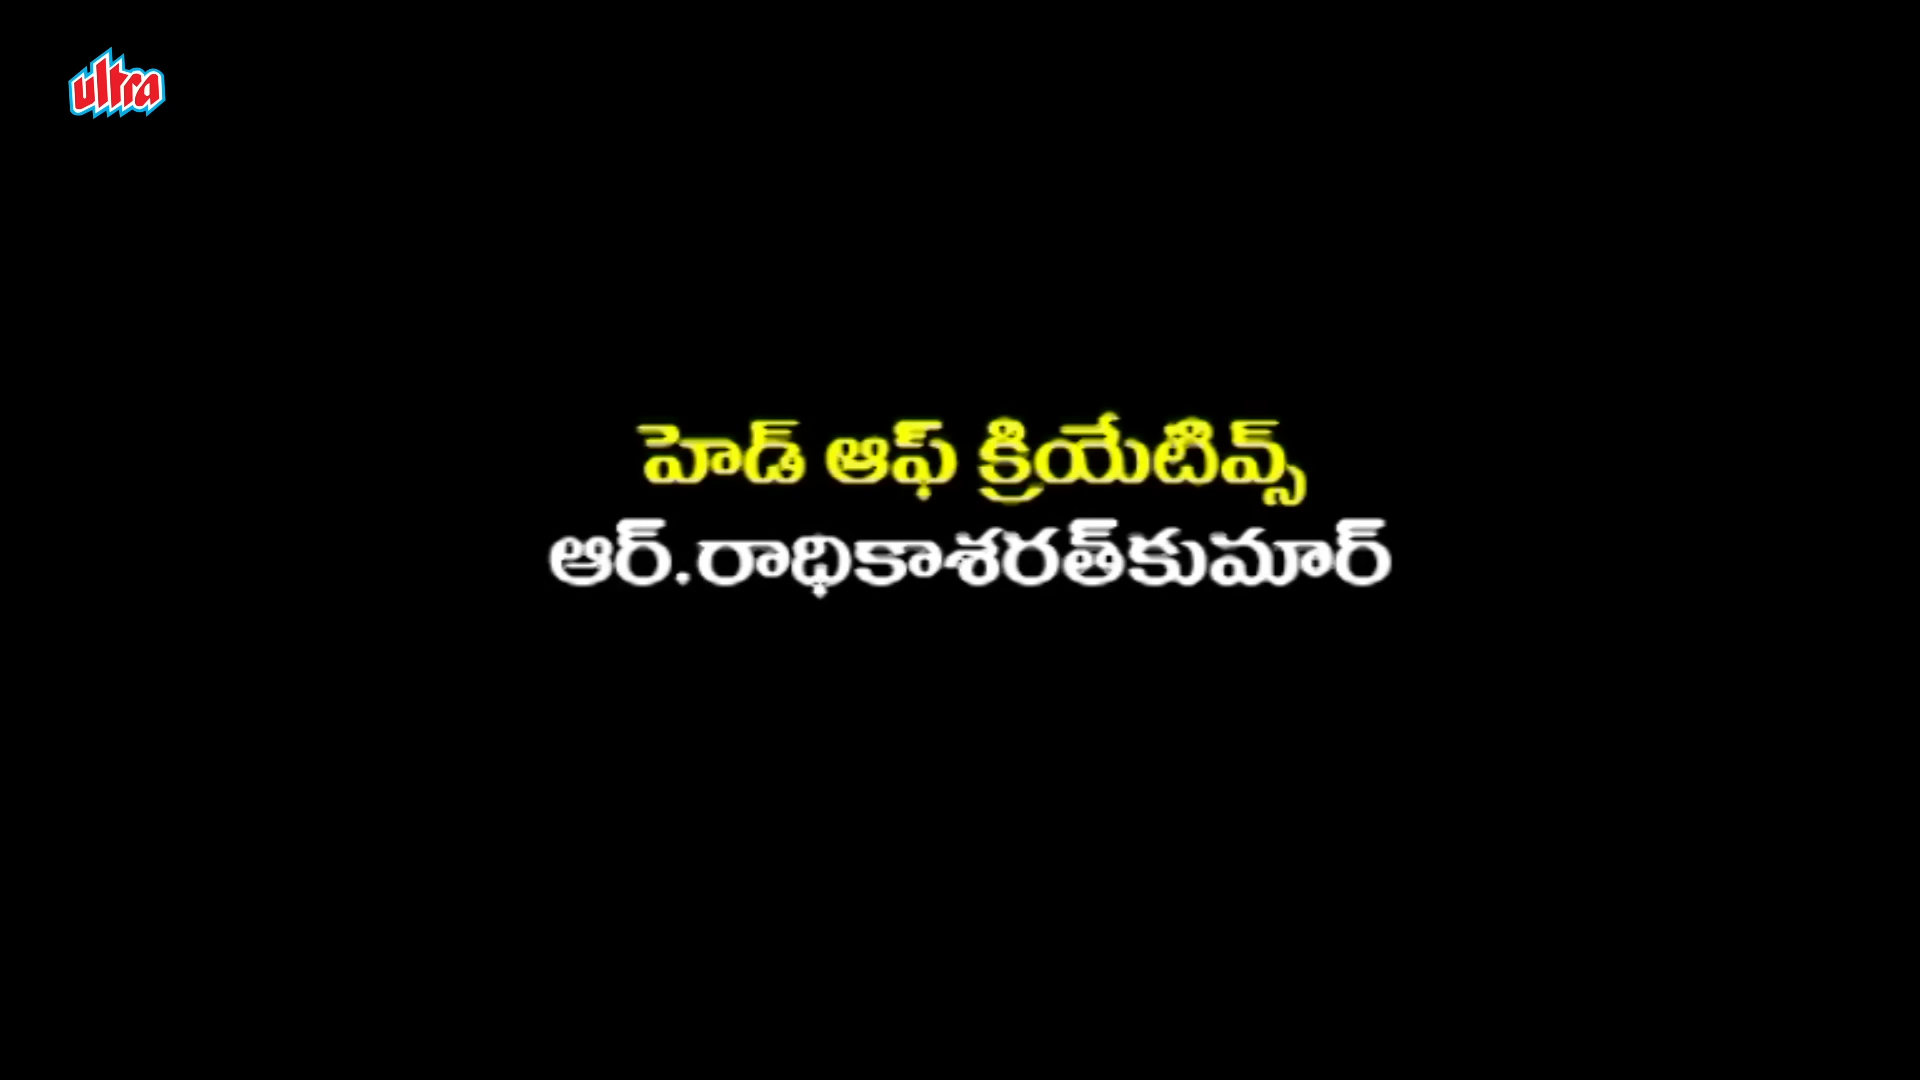 ultra
హెడ్ ఆఫ్ క్రియేటివ్స్
ఆర్.రాధికాశరత్‌కుమార్